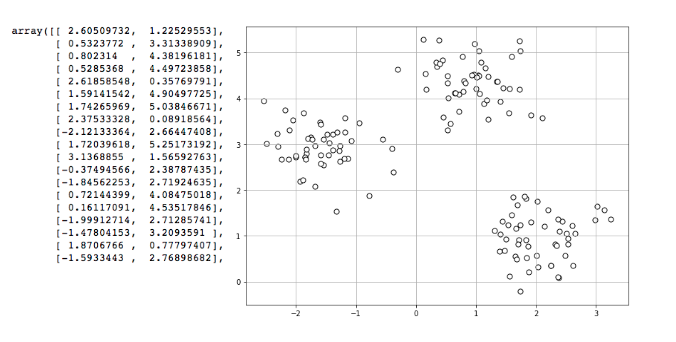 array([[ 2.60509732, 1.22529553],
[ 0.5323772 , 3.31338909],
[ 0.802314 , 4.38196181],
[ 0.5285368 , 4.49723858],
[ 2.61858548, 0.35769791],
[ 1.59141542, 4.90497725],
[ 1.74265969, 5.03846671],
[ 2.37533328, 0.08918564],
[-2.12133364, 2.66447408],
[ 1.72039618, 5.25173192],
[ 3.1368855 , 1.56592763],
[-0.37494566, 2.38787435],
[-1.84562253, 2.71924635],
[ 0.72144399, 4.08475018],
[ 0.16117091, 4.53517846],
[-1.99912714, 2.71285741],
[-1.47804153, 3.2093591 ],
[ 1.8706766 , 0.77797407],
[-1.5933443 , 2.76898682],
5
4
3
2
1
0
−2 −1 0 1 2 3